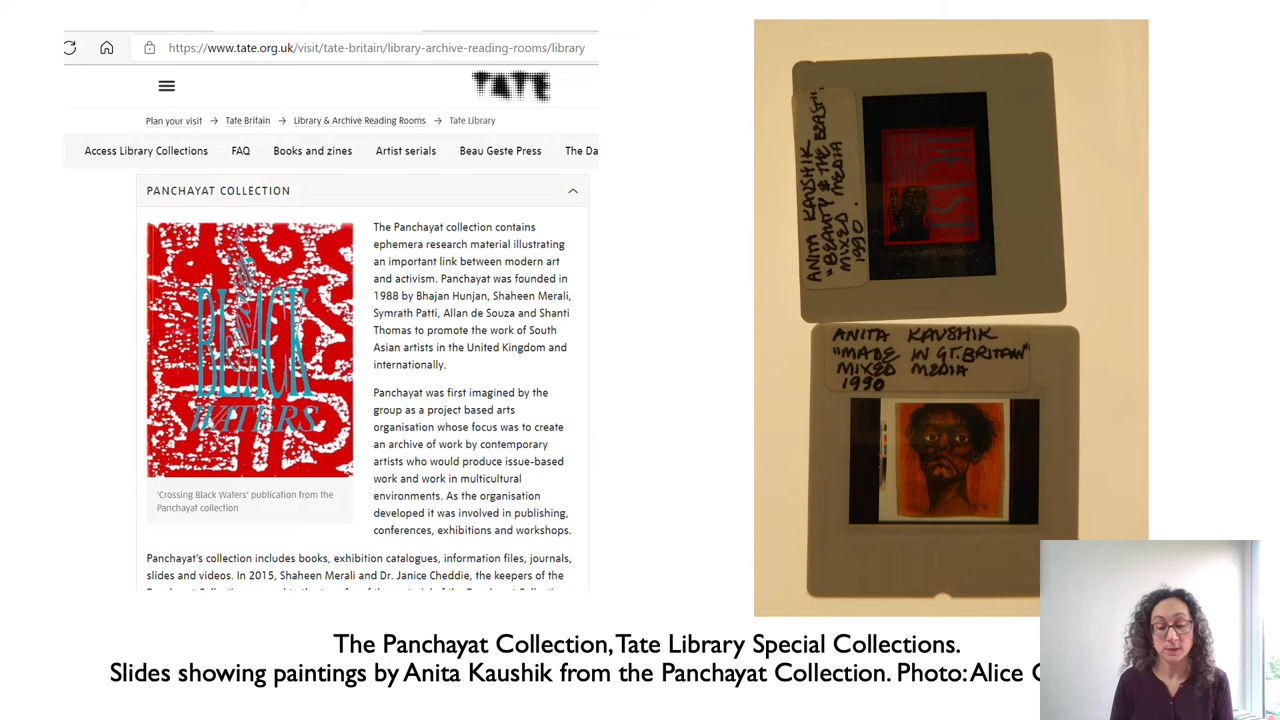 https://www.tate.org.uk/visit/tate-britain/library-archive-reading-rooms/library
TATE
Plan your visit → Tate Britain → Library & Archive Reading Rooms → Tate Library
Access Library Collections FAQ Books and zines Artist serials Beau Geste Press The Da
PANCHAYAT COLLECTION
BLACK
WATERS
'Crossing Black Waters' publication from the
Panchayat collection
The Panchayat collection contains
ephemera research material illustrating
an important link between modern art
and activism. Panchayat was founded in
1988 by Bhajan Hunjan, Shaheen Merali,
Symrath Patti, Allan de Souza and Shanti
Thomas to promote the work of South
Asian artists in the United Kingdom and
internationally.
Panchayat was first imagined by the
group as a project based arts
organisation whose focus was to create
an archive of work by contemporary
artists who would produce issue-based
work and work in multicultural
environments. As the organisation
developed it was involved in publishing,
conferences, exhibitions and workshops.
Panchayat's collection includes books, exhibition catalogues, information files, journals,
slides and videos. In 2015, Shaheen Merali and Dr. Janice Cheddie, the keepers of the
ANITA KAUSHIK
"BEAUTY & THE BEAST",
MIXED MEDIA
1990.
ANITA KAUSHIK
"MADE IN GT. BRITAIN"
MIXED MEDIA
1990
The Panchayat Collection, Tate Library Special Collections.
Slides showing paintings by Anita Kaushik from the Panchayat Collection. Photo: Alice